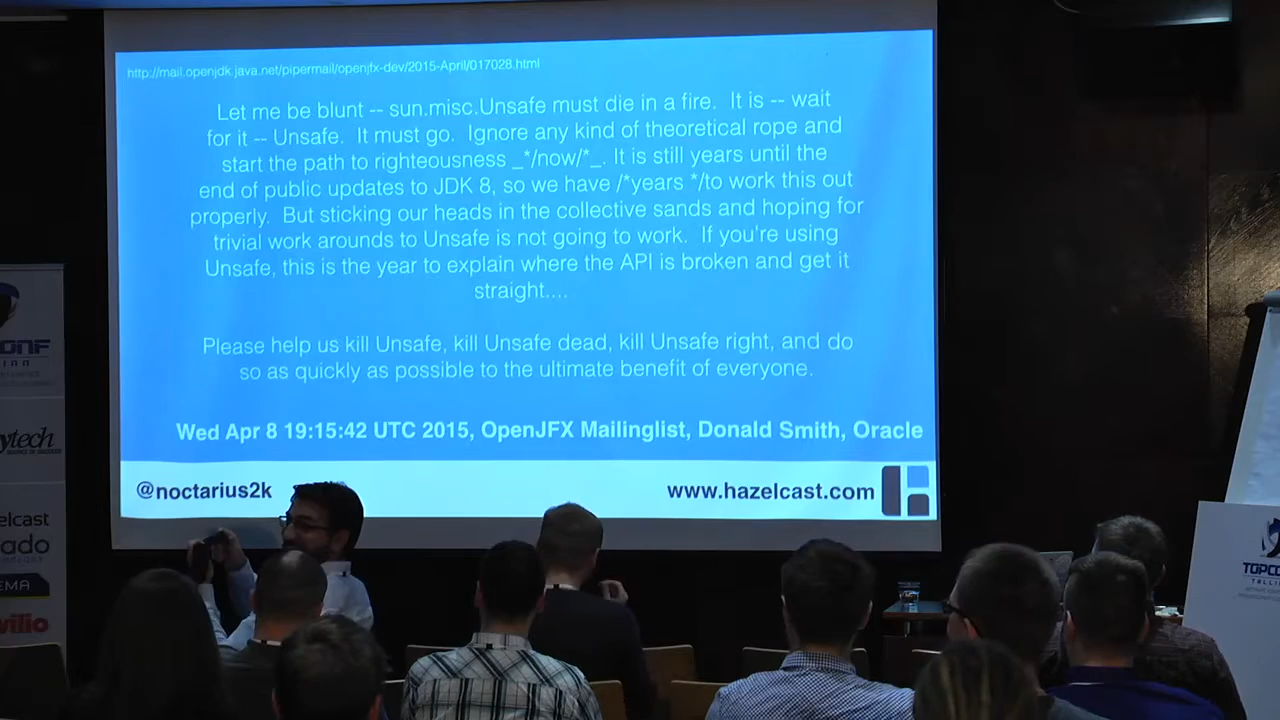 http://mail.openjdk.java.net/pipermail/openjfx-dev/2015-April/017028.html
Let me be blunt -- sun.misc.Unsafe must die in a fire. It is -- wait
for it -- Unsafe. It must go. Ignore any kind of theoretical rope and
start the path to righteousness _*/now/*_. It is still years until the
end of public updates to JDK 8, so we have /*years */to work this out
properly. But sticking our heads in the collective sands and hoping for
trivial work arounds to Unsafe is not going to work. If you're using
Unsafe, this is the year to explain where the API is broken and get it
straight....
Please help us kill Unsafe, kill Unsafe dead, kill Unsafe right, and do
so as quickly as possible to the ultimate benefit of everyone.
Wed Apr 8 19:15:42 UTC 2015, OpenJFX Mailinglist, Donald Smith, Oracle
@noctarius2k
www.hazelcast.com
onf
ytech
elcast
ado
EMA
wilio
TOPCO
TALLI